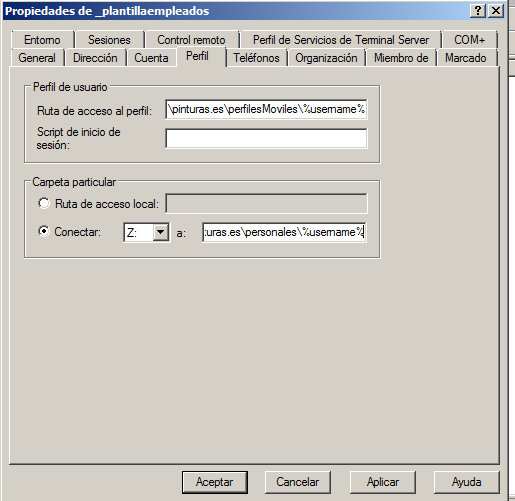 Propiedades de _plantillaempleados
Entorno Sesiones Control remoto Perfil de Servicios de Terminal Server COM+
General Dirección Cuenta Perfil Teléfonos Organización Miembro de Marcado
Perfil de usuario
Ruta de acceso al perfil: \pinturas.es\perfilesMoviles\%username%
Script de inicio de
sesión:
Carpeta particular
Ruta de acceso local:
Conectar: Z: a: :uras.es\personales\%username%
Aceptar Cancelar Aplicar Ayuda